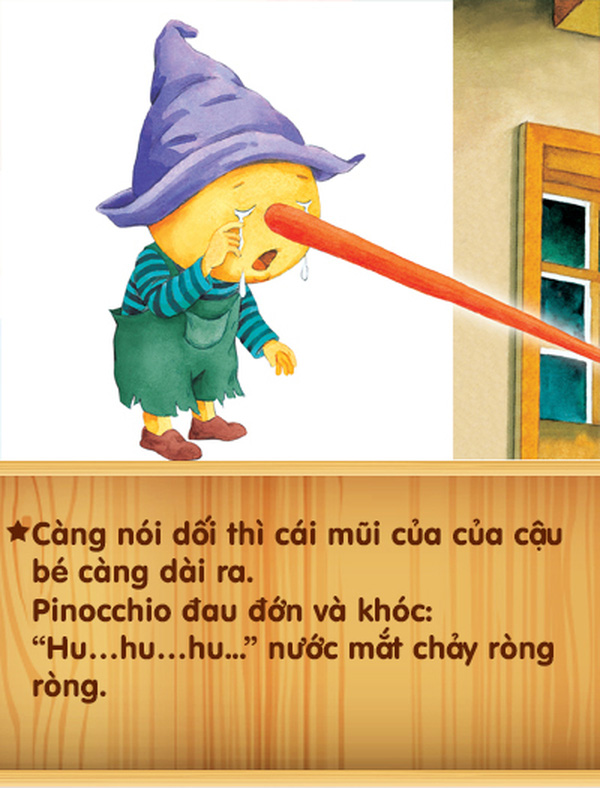 Càng nói dối thì cái mũi của của cậu
bé càng dài ra.
Pinocchio đau đớn và khóc:
“Hu...hu...hu...” nước mắt chảy ròng
ròng.